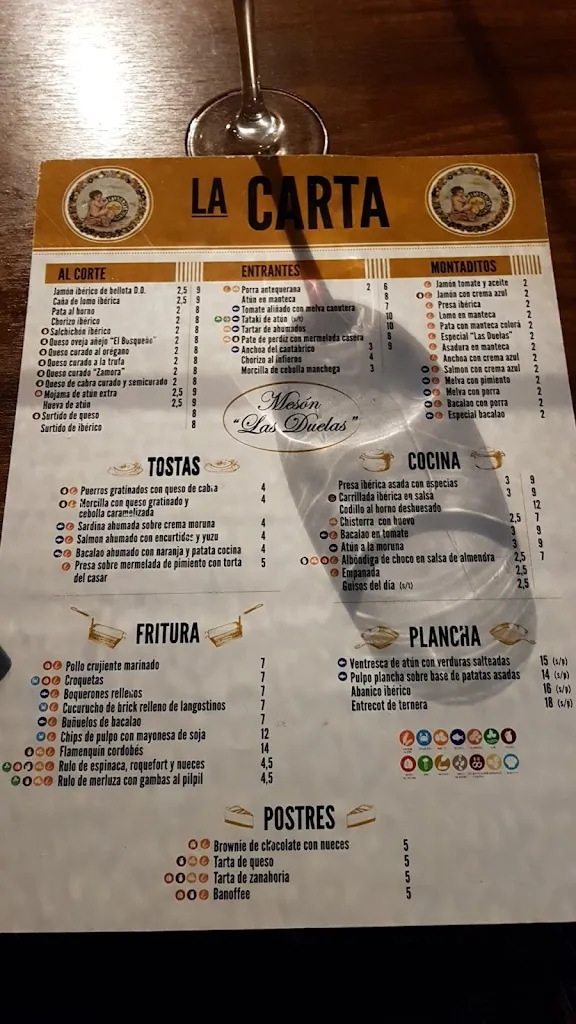 LA CARTA
AL CORTE
Jamón ibérico de bellota D.O. 2,5 9
Caña de lomo ibérica 2,5 9
Pata al horno 2 8
Chorizo ibérico 2 8
Salchichón ibérico 2 8
Queso oveja añejo "El Busqueño" 2 8
Queso curado al orégano 2 8
Queso curado a la trufa 2 8
Queso curado "Zamora" 2 8
Queso de cabra curado y semicurado 2 8
Mojama de atún extra 2,5 9
Hueva de atún 2,5 9
Surtido de queso 8
Surtido de ibérico 8
ENTRANTES
Porra antequerana 2 6
Atún en manteca 8
Tomate aliñado con melva canutera 7
Tataki de atún (s/t) 10
Tartar de ahumados 10
Pate de perdiz con mermelada casera 8
Anchoa del cantábrico 3 9
Chorizo al infierno 4
Morcilla de cebolla manchega 3
MONTADITOS
Jamón tomate y aceite 2
Jamón con crema azul 2
Presa ibérica 2
Lomo en manteca 2
Pata con manteca colorá 2
Especial "Las Duelas" 2
Asadura en manteca 2
Anchoa con crema azul 2
Salmon con crema azul 2
Melva con pimiento 2
Melva con porra 2
Bacalao con porra 2
Especial bacalao 2
Mesón
"Las Duelas"
TOSTAS
Puerros gratinados con queso de cabra 4
Morcilla con queso gratinado y
cebolla caramelizada 4
Sardina ahumada sobre crema moruna 4
Salmon ahumado con encurtidos y yuzu 4
Bacalao ahumado con naranja y patata cocina 4
Presa sobre mermelada de pimiento con torta 5
del casar
COCINA
Presa ibérica asada con especias 3 9
Carrillada ibérica en salsa 3 9
Codillo al horno deshuesado 12
Chistorra con huevo 2,5 7
Bacalao en tomate 3 9
Atún a la moruna 3 9
Albóndiga de choco en salsa de almendra 2,5 7
Empanada 2,5
Guisos del día (s/t) 2,5
FRITURA
Pollo crujiente marinado 7
Croquetas 7
Boquerones rellenos 7
Cucurucho de brick relleno de langostinos 7
Buñuelos de bacalao 7
Chips de pulpo con mayonesa de soja 12
Flamenquín cordobés 14
Rulo de espinaca, roquefort y nueces 4,5
Rulo de merluza con gambas al pilpil 4,5
PLANCHA
Ventresca de atún con verduras salteadas 15 (s/p)
Pulpo plancha sobre base de patatas asadas 14 (s/p)
Abanico ibérico 16 (s/p)
Entrecot de ternera 18 (s/p)
POSTRES
Brownie de chocolate con nueces 5
Tarta de queso 5
Tarta de zanahoria 5
Banoffee 5